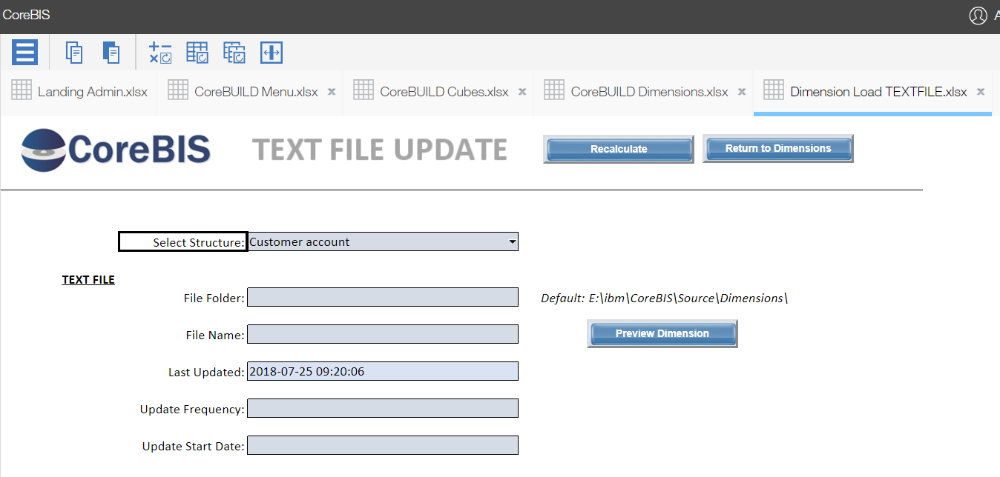 CoreBIS
A
Landing Admin.xlsx
CoreBUILD Menu.xlsx
CoreBUILD Cubes.xlsx
CoreBUILD Dimensions.xlsx
Dimension Load TEXTFILE.xlsx
CoreBIS
TEXT FILE UPDATE
Recalculate
Return to Dimensions
Select Structure: Customer account
TEXT FILE
File Folder:
Default: E:\ibm\CoreBIS\Source\Dimensions\
File Name:
Preview Dimension
Last Updated: 2018-07-25 09:20:06
Update Frequency:
Update Start Date: